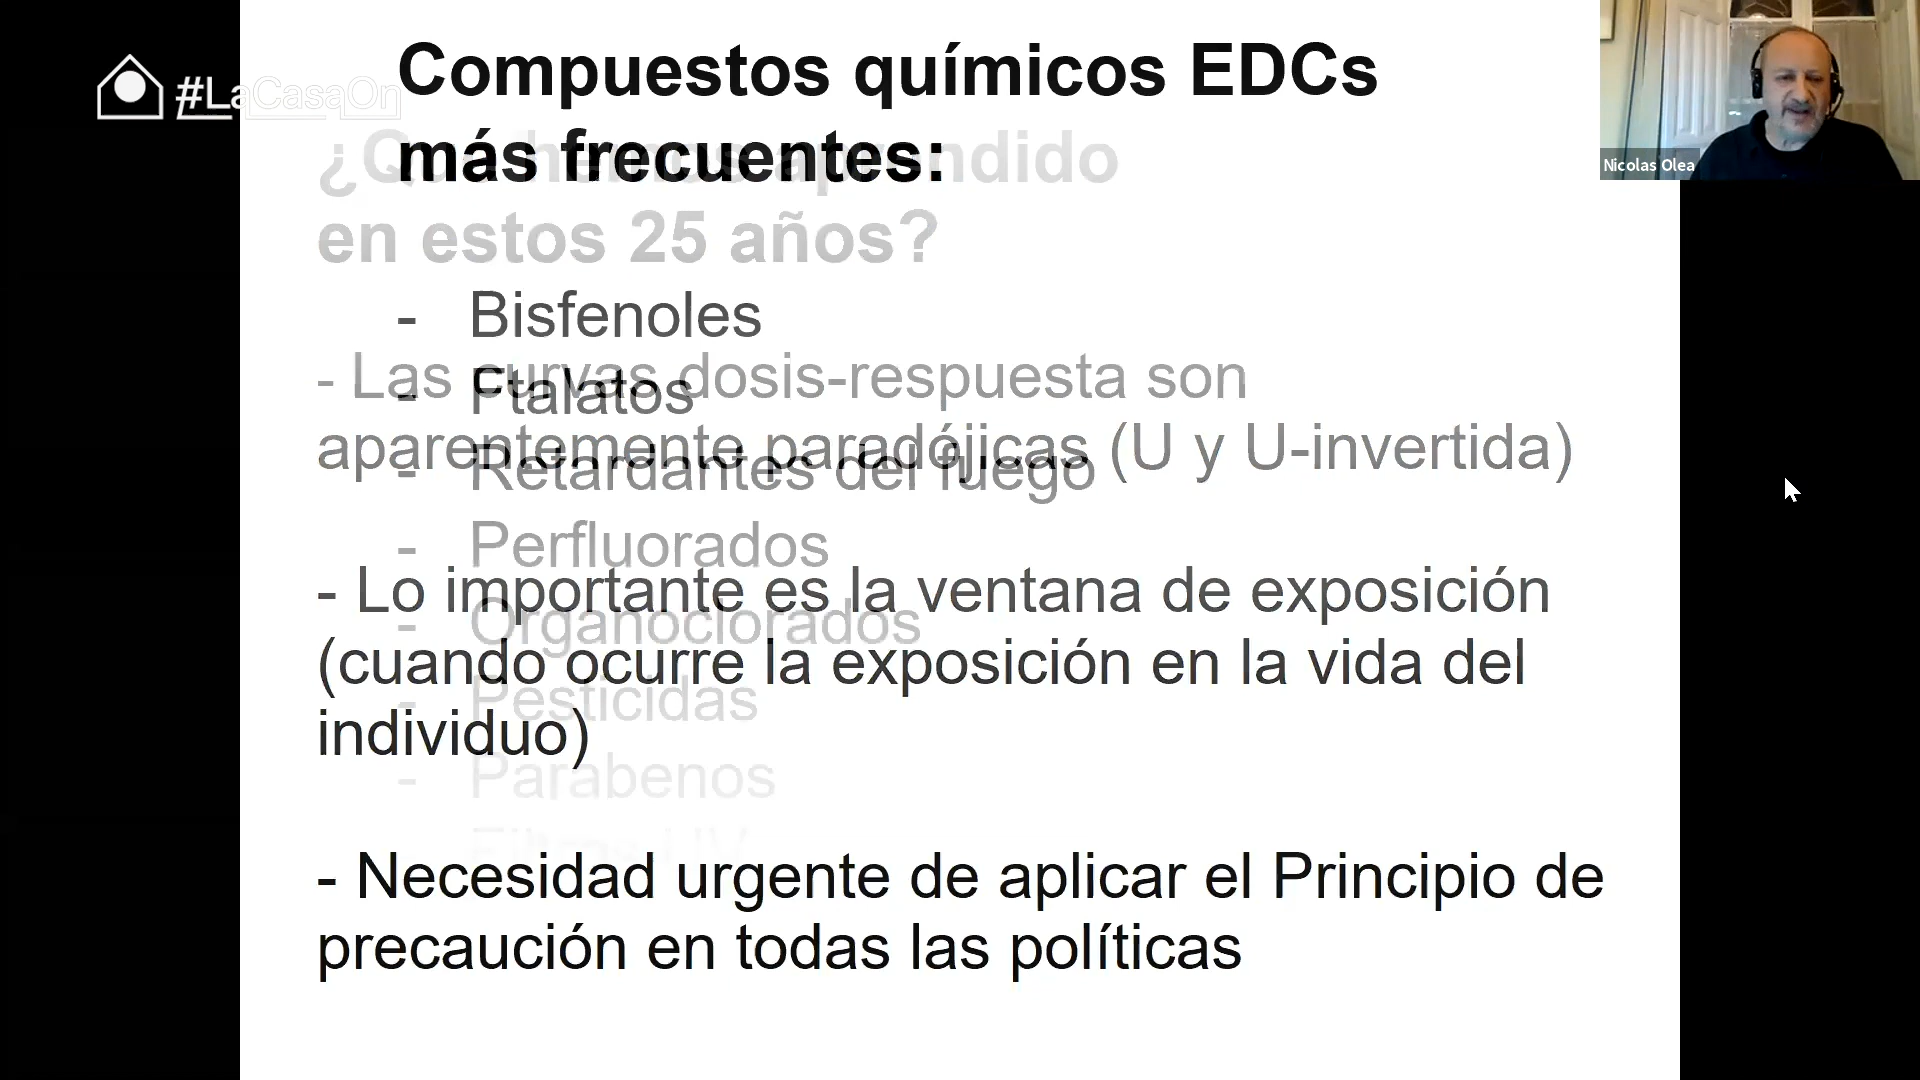 #LaCasaOn
Compuestos químicos EDCs
más frecuentes:
- Bisfenoles
- Ftalatos
- Retardantes del fuego
- Perfluorados
- Organoclorados
- Pesticidas
- Parabenos
Filtros UV
¿Qué hemos aprendido
en estos 25 años?
- Las curvas dosis-respuesta son
aparentemente paradójicas (U y U-invertida)
- Lo importante es la ventana de exposición
(cuando ocurre la exposición en la vida del
individuo)
- Necesidad urgente de aplicar el Principio de
precaución en todas las políticas
Nicolas Olea